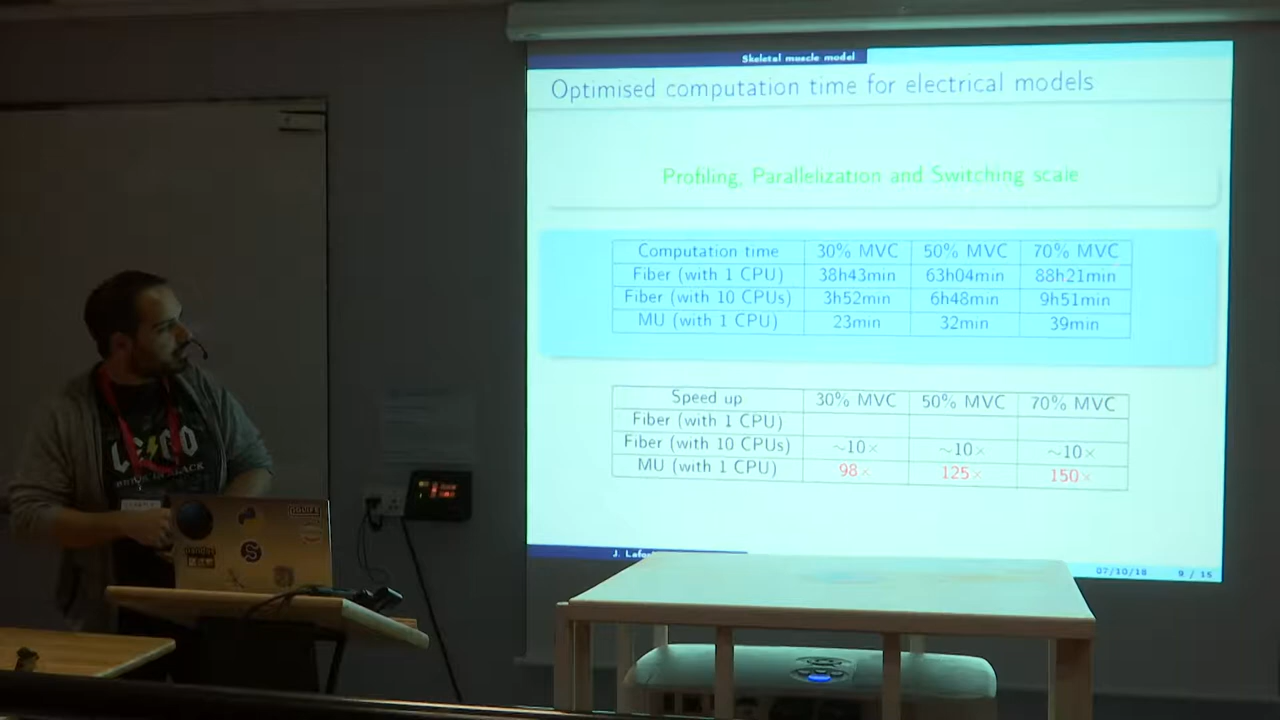 Skeletal muscle model
Optimised computation time for electrical models
Profiling, Parallelization and Switching scale
Computation time 30% MVC 50% MVC 70% MVC
Fiber (with 1 CPU) 38h43min 63h04min 88h21min
Fiber (with 10 CPUs) 3h52min 6h48min 9h51min
MU (with 1 CPU) 23min 32min 39min
Speed up 30% MVC 50% MVC 70% MVC
Fiber (with 1 CPU)
Fiber (with 10 CPUs) ~10× ~10× ~10×
MU (with 1 CPU) 98× 125× 150×
J.
07/10/18 9 / 15